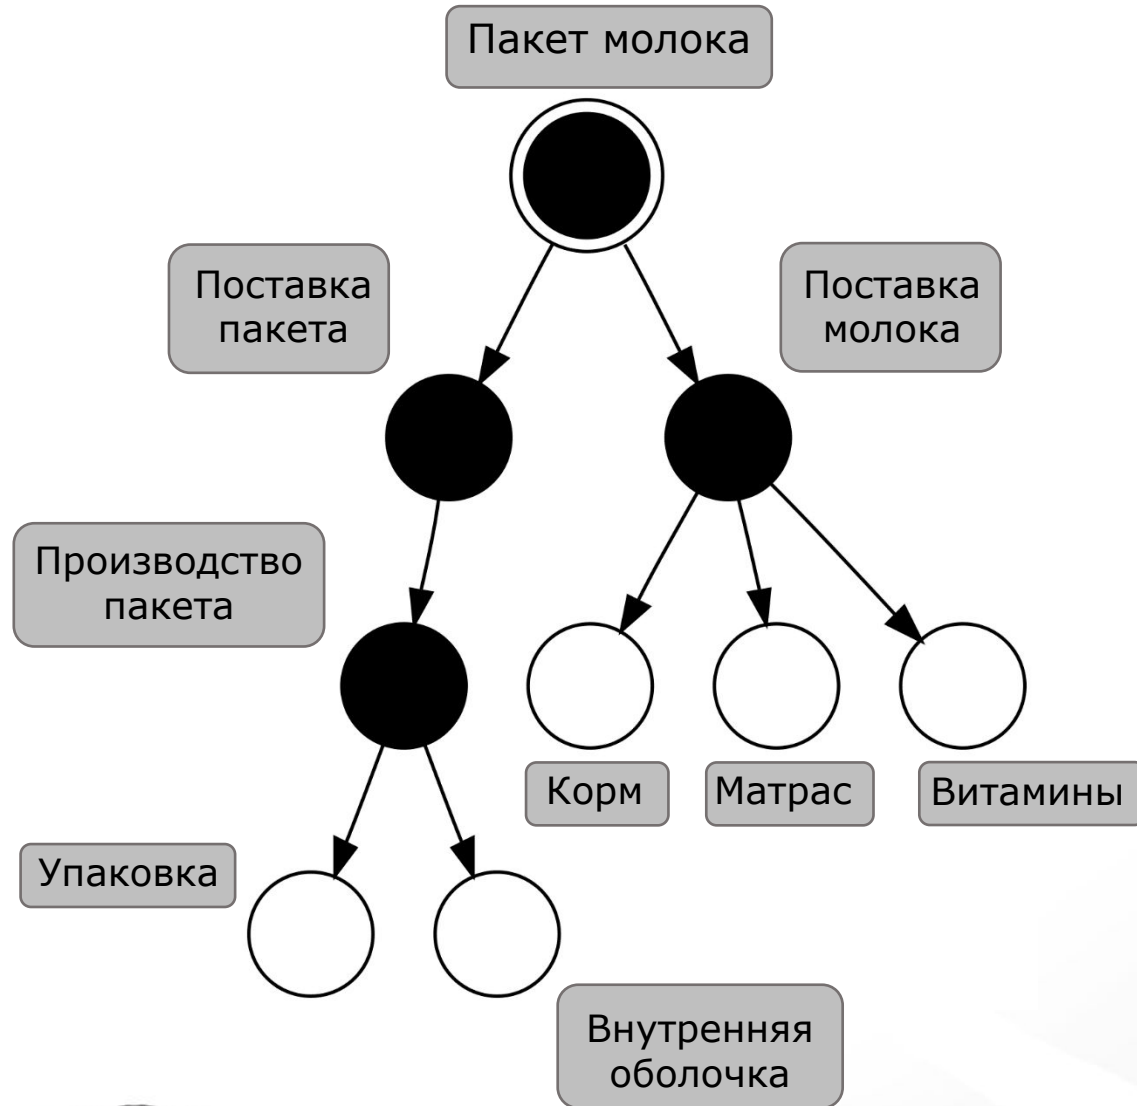 Пакет молока
Поставка
пакета
Поставка
молока
Производство
пакета
Корм
Матрас
Витамины
Упаковка
Внутренняя
оболочка